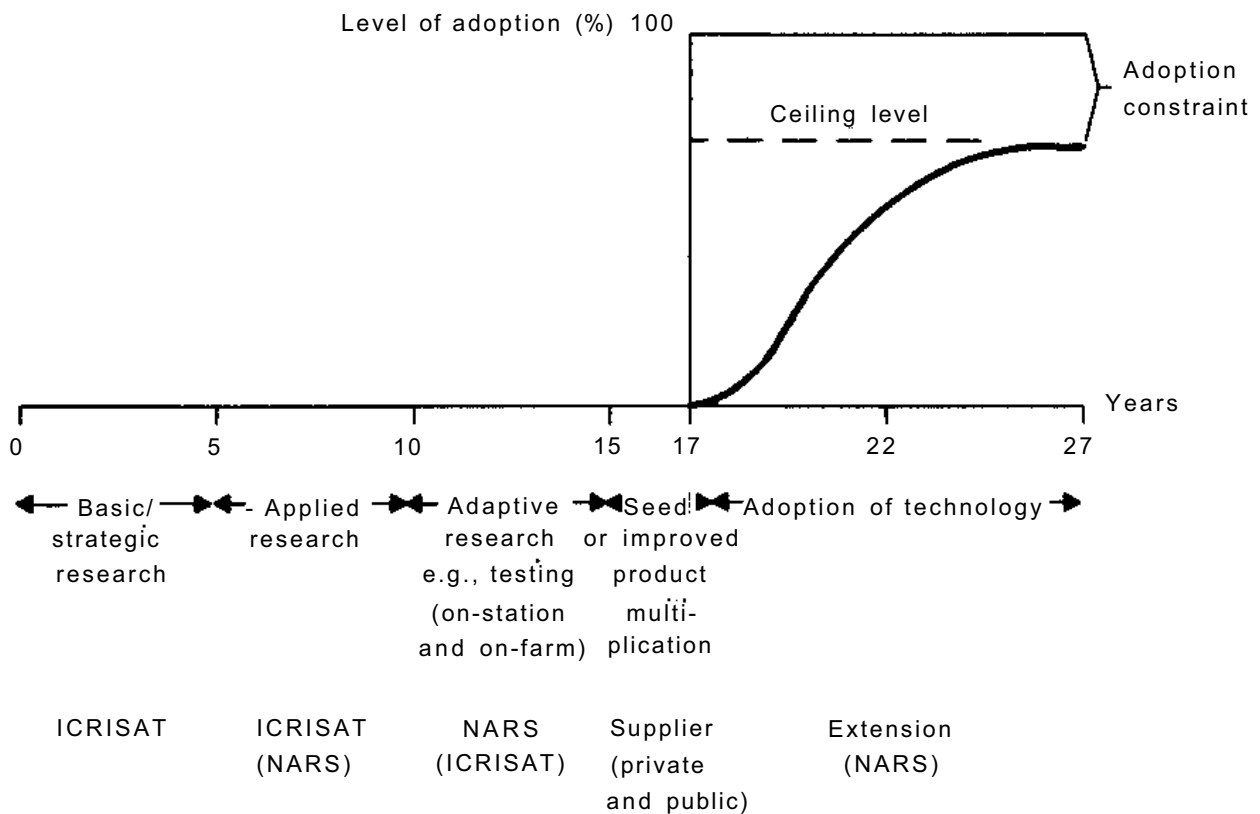 Level of adoption (%) 100
Adoption
constraint
Ceiling level
Years
0 5 10 15 17 22 27
Basic/
strategic
research
Applied
research
Adaptive
research
e.g., testing
(on-station
and on-farm)
Seed
or improved
product
multi-
plication
Adoption of technology
ICRISAT
ICRISAT
(NARS)
NARS
(ICRISAT)
Supplier
(private
and public)
Extension
(NARS)